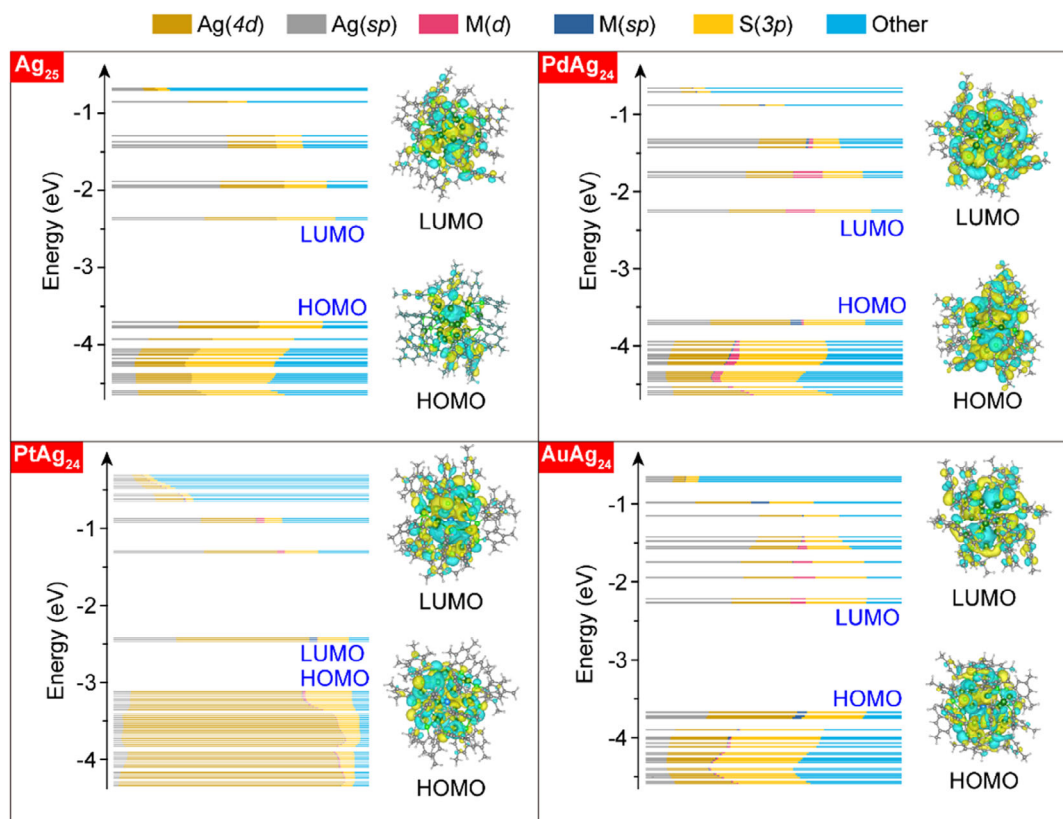 Ag(4d) Ag(sp) M(d) M(sp) S(3p) Other
Ag25
Energy (eV)
-1
-2
-3
-4
LUMO
HOMO
LUMO
HOMO
PdAg24
Energy (eV)
-1
-2
-3
-4
LUMO
HOMO
LUMO
HOMO
PtAg24
Energy (eV)
-1
-2
-3
-4
LUMO
HOMO
LUMO
HOMO
AuAg24
Energy (eV)
-1
-2
-3
-4
LUMO
HOMO
LUMO
HOMO